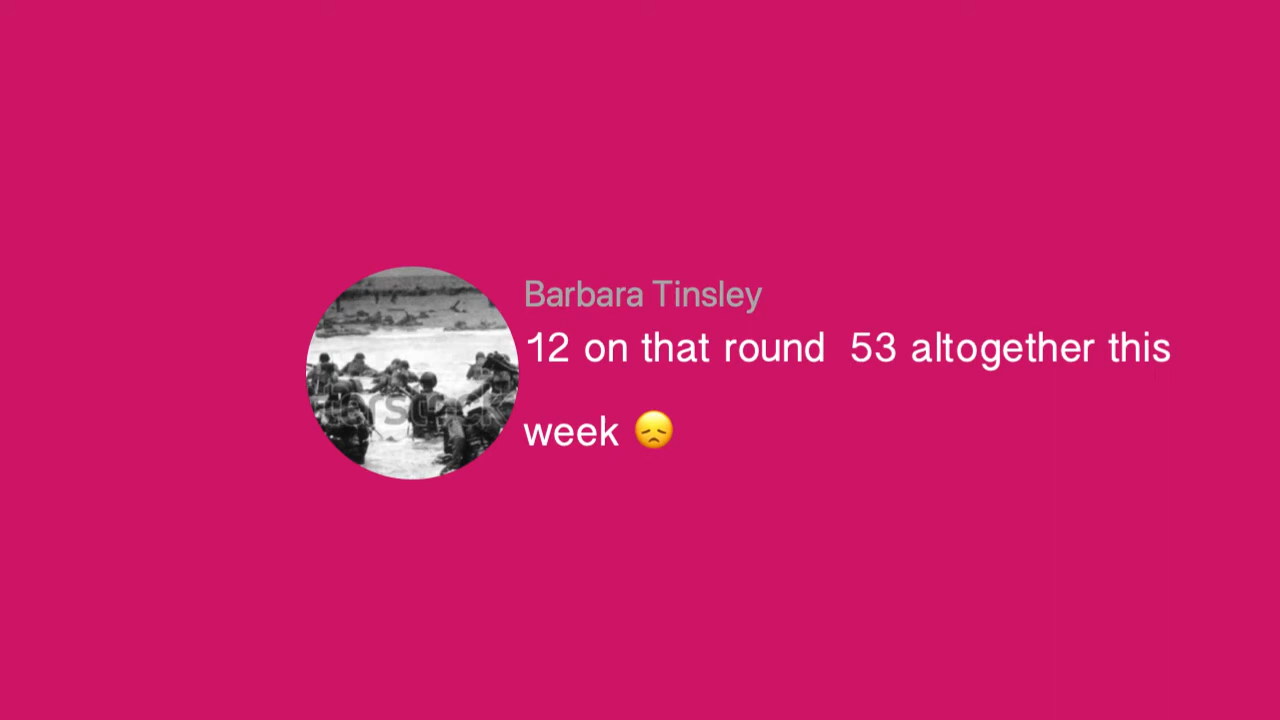 Barbara Tinsley
12 on that round  53 altogether this
week 😞